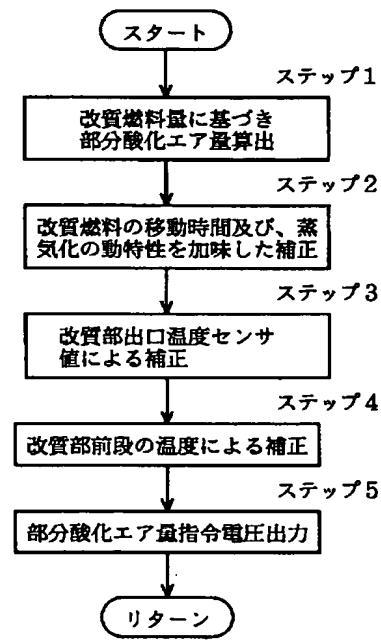 スタート
ステップ1
改質燃料量に基づき
部分酸化エア量算出
ステップ2
改質燃料の移動時間及び、蒸
気化の動特性を加味した補正
ステップ3
改質部出口温度センサ
値による補正
ステップ4
改質部前段の温度による補正
ステップ5
部分酸化エア量指令電圧出力
リターン